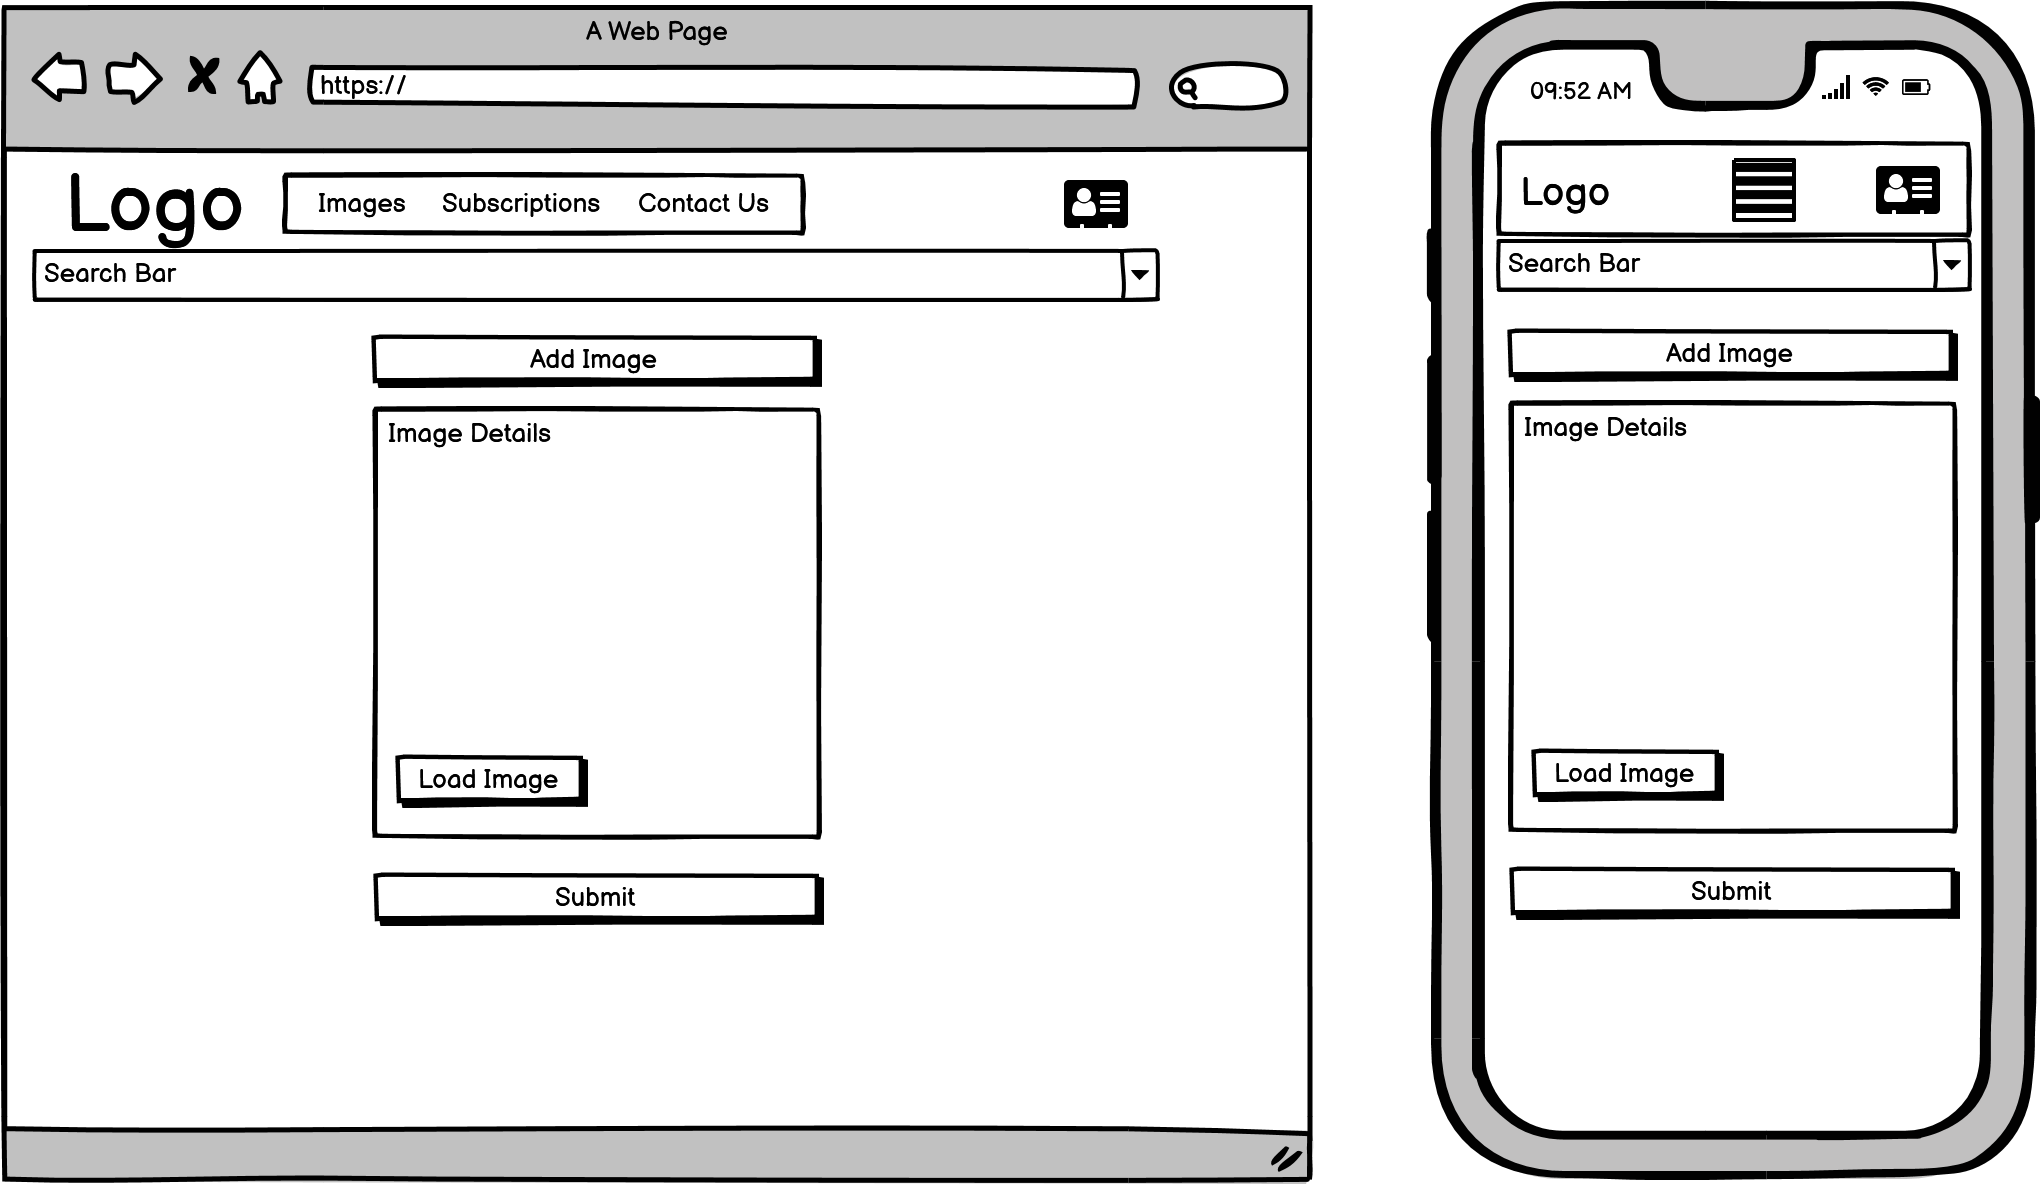 A Web Page
https://
Logo
Images Subscriptions Contact Us
Search Bar
Add Image
Image Details
Load Image
Submit
09:52 AM
Logo
Search Bar
Add Image
Image Details
Load Image
Submit